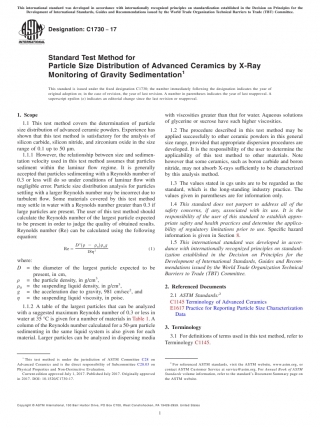 This international standard was developed in accordance with internationally recognized principles on standardization established in the Decision on Principles for the
Development of International Standards, Guides and Recommendations issued by the World Trade Organization Technical Barriers to Trade (TBT) Committee.
INTERNATIONAL
Designation: C1730 – 17
Standard Test Method for
Particle Size Distribution of Advanced Ceramics by X-Ray
Monitoring of Gravity Sedimentation1
This standard is issued under the fixed designation C1730; the number immediately following the designation indicates the year of
original adoption or, in the case of revision, the year of last revision. A number in parentheses indicates the year of last reapproval. A
superscript epsilon (ε) indicates an editorial change since the last revision or reapproval.
1. Scope
1.1 This test method covers the determination of particle
size distribution of advanced ceramic powders. Experience has
shown that this test method is satisfactory for the analysis of
silicon carbide, silicon nitride, and zirconium oxide in the size
range of 0.1 up to 50 µm.
1.1.1 However, the relationship between size and sedimen-
tation velocity used in this test method assumes that particles
sediment within the laminar flow regime. It is generally
accepted that particles sedimenting with a Reynolds number of
0.3 or less will do so under conditions of laminar flow with
negligible error. Particle size distribution analysis for particles
settling with a larger Reynolds number may be incorrect due to
turbulent flow. Some materials covered by this test method
may settle in water with a Reynolds number greater than 0.3 if
large particles are present. The user of this test method should
calculate the Reynolds number of the largest particle expected
to be present in order to judge the quality of obtained results.
Reynolds number (Re) can be calculated using the following
equation:
(1)
where:
D = the diameter of the largest particle expected to be
present, in cm,
ρ = the particle density, in g/cm3,
ρ0 = the suspending liquid density, in g/cm3,
g = the acceleration due to gravity, 981 cm/sec2, and
η = the suspending liquid viscosity, in poise.
1.1.2 A table of the largest particles that can be analyzed
with a suggested maximum Reynolds number of 0.3 or less in
water at 35 °C is given for a number of materials in Table 1. A
column of the Reynolds number calculated for a 50-µm particle
sedimenting in the same liquid system is also given for each
material. Larger particles can be analyzed in dispersing media
with viscosities greater than that for water. Aqueous solutions
of glycerine or sucrose have such higher viscosities.
1.2 The procedure described in this test method may be
applied successfully to other ceramic powders in this general
size range, provided that appropriate dispersion procedures are
developed. It is the responsibility of the user to determine the
applicability of this test method to other materials. Note
however that some ceramics, such as boron carbide and boron
nitride, may not absorb X-rays sufficiently to be characterized
by this analysis method.
1.3 The values stated in cgs units are to be regarded as the
standard, which is the long-standing industry practice. The
values given in parentheses are for information only.
1.4 This standard does not purport to address all of the
safety concerns, if any, associated with its use. It is the
responsibility of the user of this standard to establish appro-
priate safety and health practices and determine the applica-
bility of regulatory limitations prior to use. Specific hazard
information is given in Section 8.
1.5 This international standard was developed in accor-
dance with internationally recognized principles on standard-
ization established in the Decision on Principles for the
Development of International Standards, Guides and Recom-
mendations issued by the World Trade Organization Technical
Barriers to Trade (TBT) Committee.
2. Referenced Documents
2.1 ASTM Standards:2
C1145 Terminology of Advanced Ceramics
E1617 Practice for Reporting Particle Size Characterization
Data
3. Terminology
3.1 For definitions of terms used in this test method, refer to
Terminology C1145.
1 This test method is under the jurisdiction of ASTM Committee C28 on
Advanced Ceramics and is the direct responsibility of Subcommittee C28.03 on
Physical Properties and Non-Destructive Evaluation.
Current edition approved July 1, 2017. Published July 2017. Originally approved
in 2017. DOI: 10.1520/C1730-17.
2 For referenced ASTM standards, visit the ASTM website, www.astm.org, or
contact ASTM Customer Service at service@astm.org. For Annual Book of ASTM
Standards volume information, refer to the standard's Document Summary page on
the ASTM website.
Copyright © ASTM International, 100 Barr Harbor Drive, PO Box C700, West Conshohocken, PA 19428-2959. United States
1